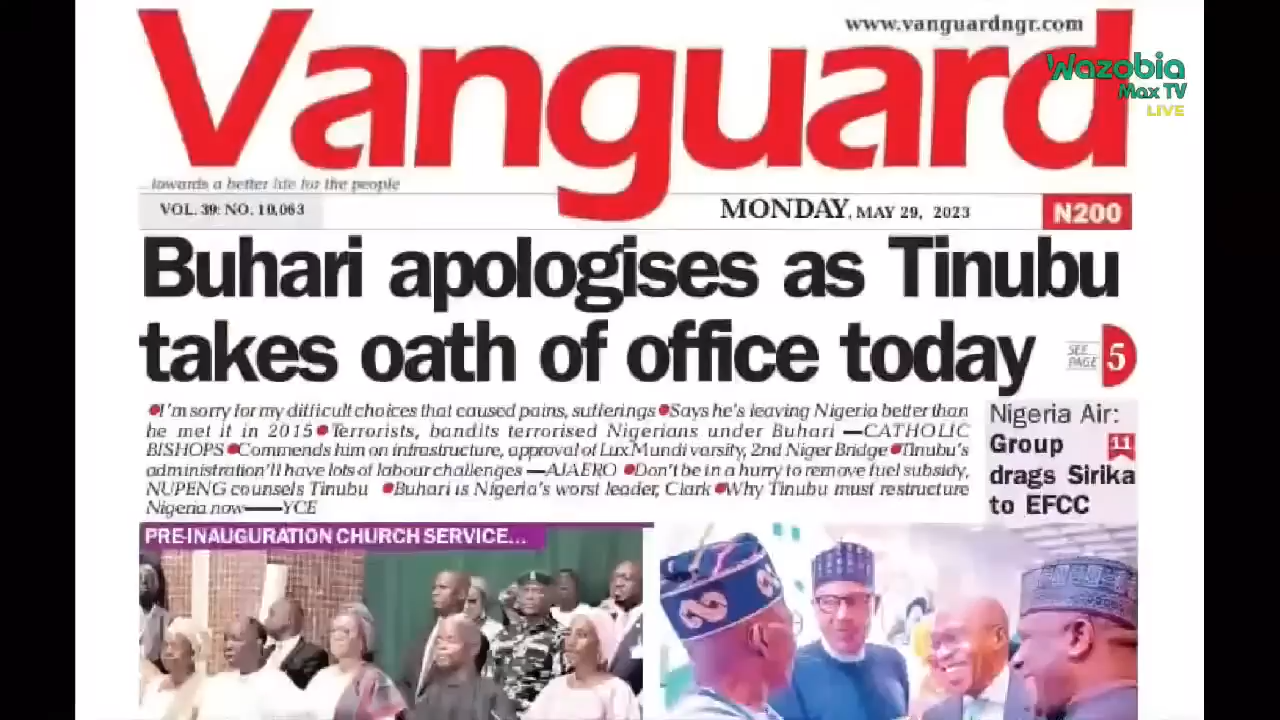 www.vanguardngr.com
Vanguard
Wazobia
Max TV
LIVE
...towards a better life for the people
VOL. 39: NO. 10,063
MONDAY, MAY 29, 2023
N200
Buhari apologises as Tinubu
takes oath of office today
SEE
PAGE
5
•I'm sorry for my difficult choices that caused pains, sufferings •Says he's leaving Nigeria better than
he met it in 2015 •Terrorists, bandits terrorised Nigerians under Buhari —CATHOLIC
BISHOPS •Commends him on infrastructure, approval of Lux Mundi varsity, 2nd Niger Bridge •Tinubu's
administration'll have lots of labour challenges —AJAERO •Don't be in a hurry to remove fuel subsidy,
NUPENG counsels Tinubu •Buhari is Nigeria's worst leader, Clark •Why Tinubu must restructure
Nigeria now——YCE
Nigeria Air:
Group
11
drags Sirika
to EFCC
PRE-INAUGURATION CHURCH SERVICE...